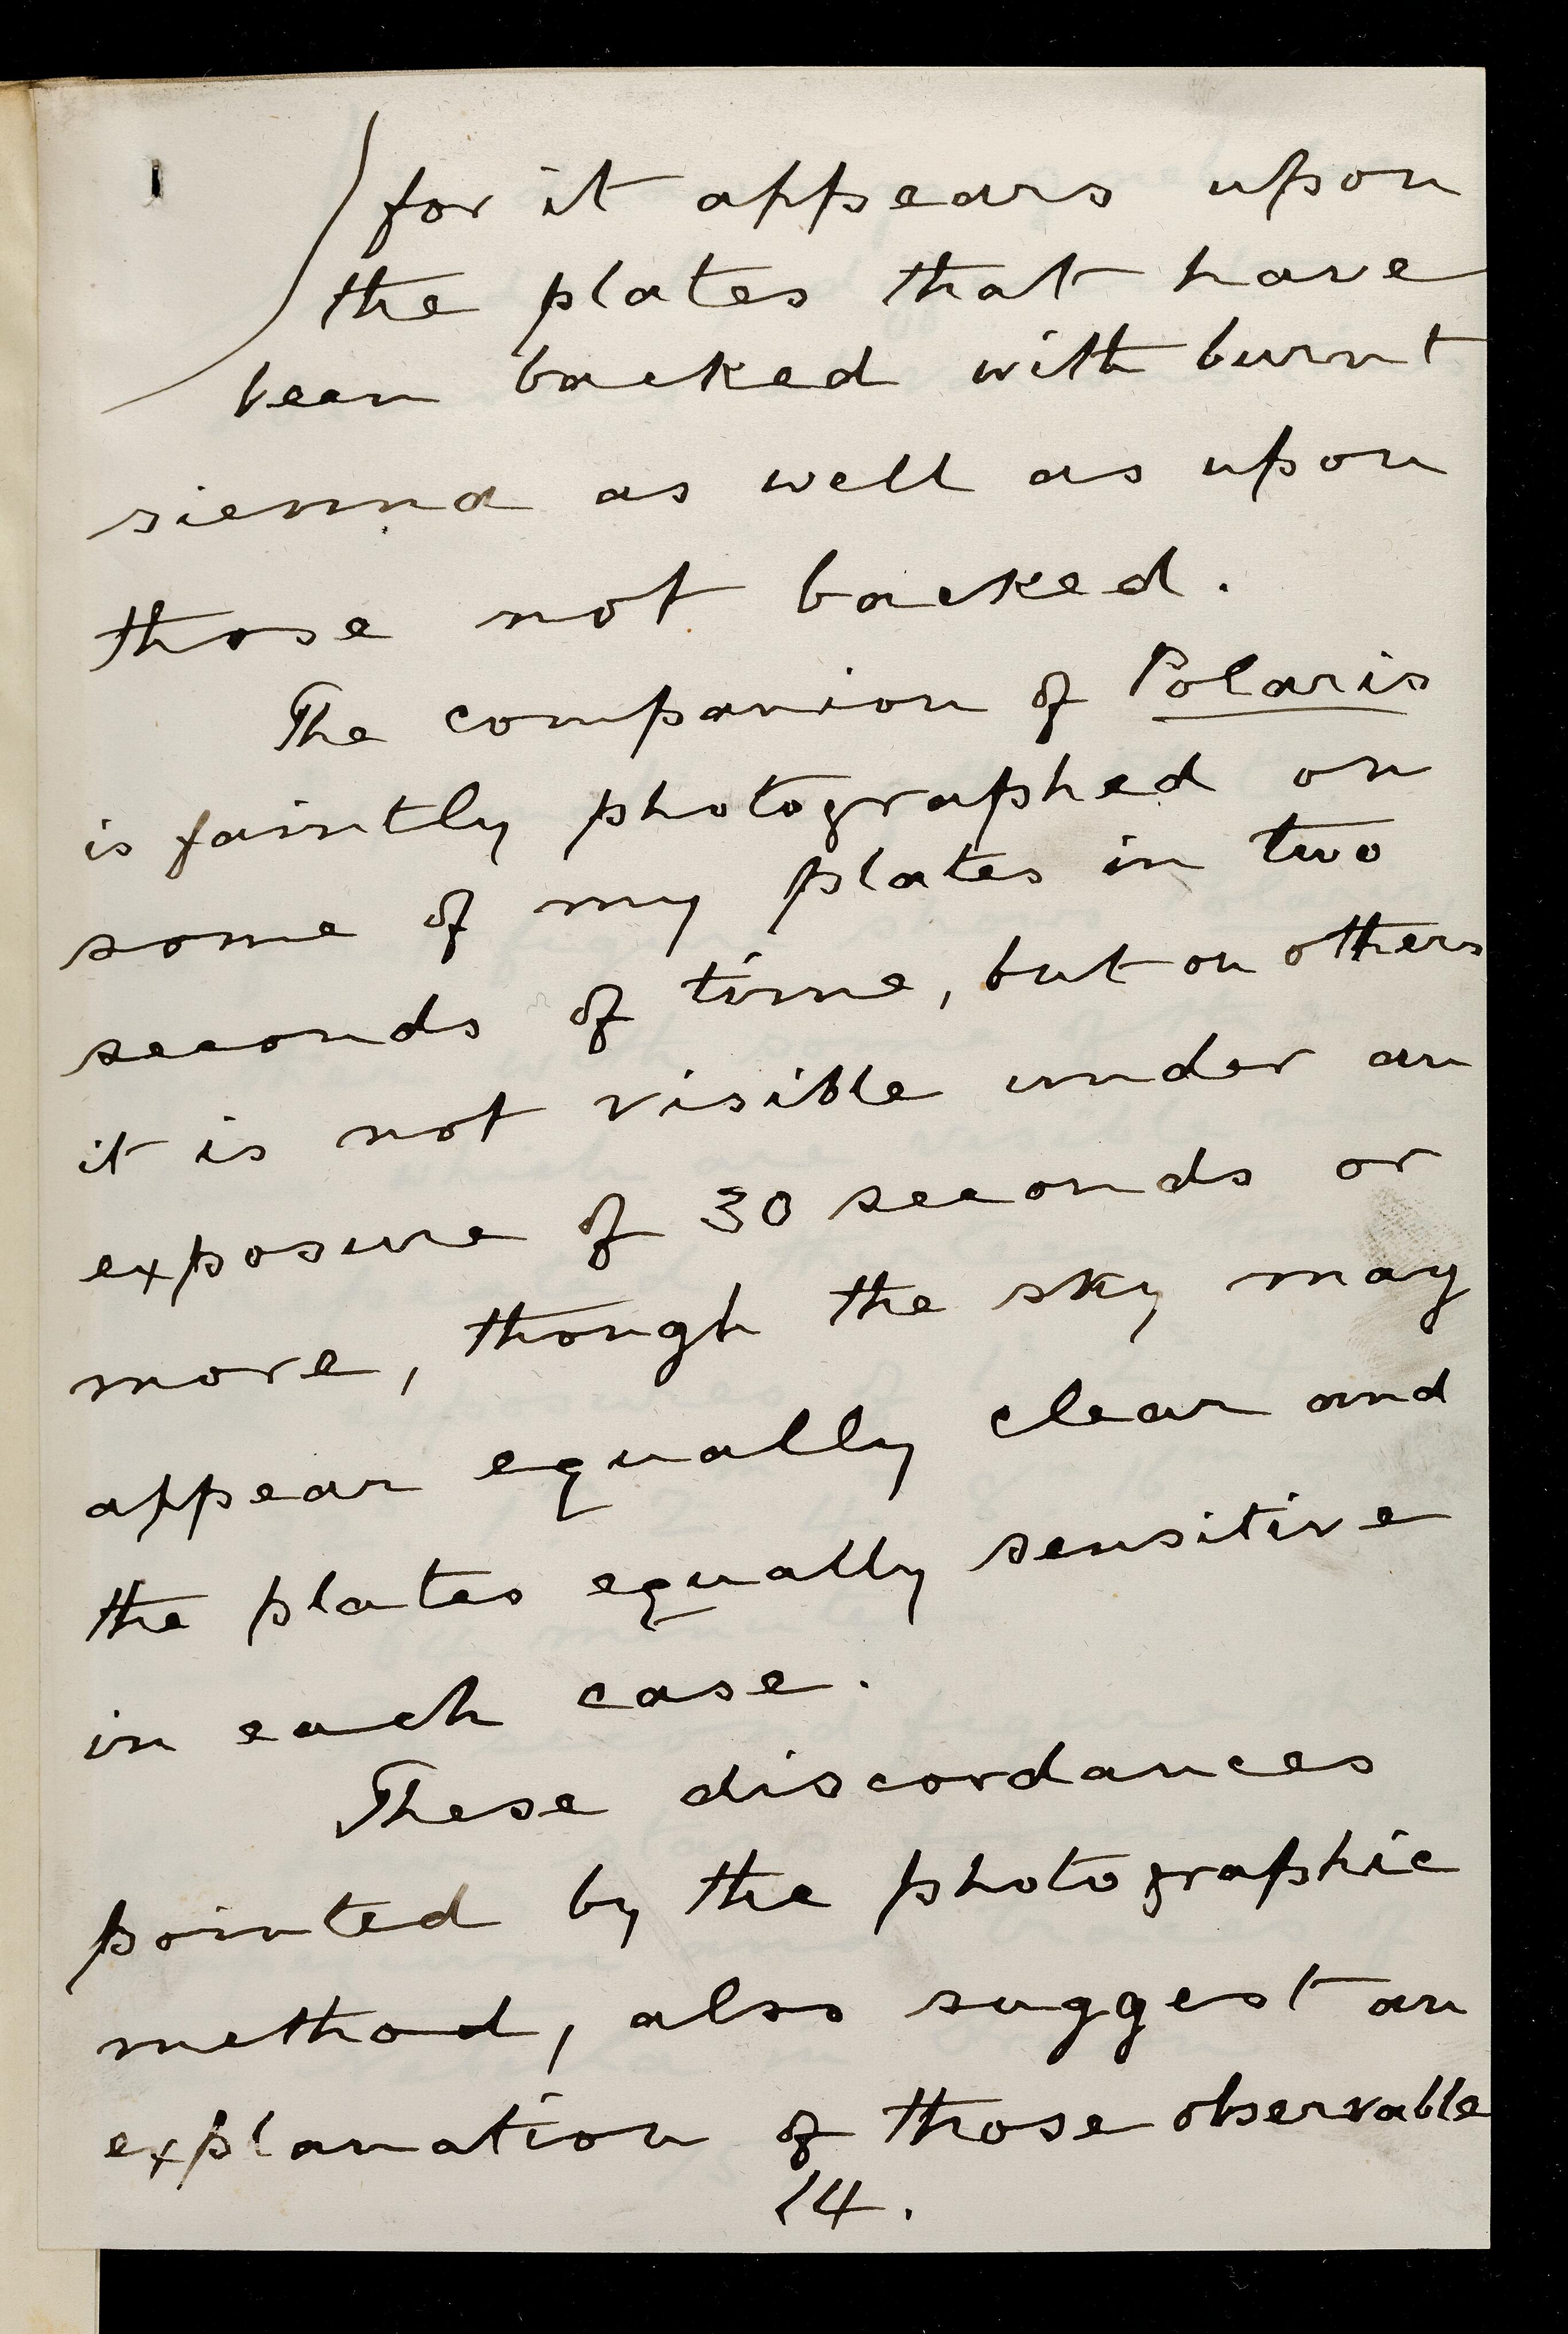 for it appears upon
the plates that have
been backed with burnt
sienna as well as upon
those not backed.
The companion of Polaris
is faintly photographed on
some of my plates in two
seconds of time, but on others
it is not visible under an
exposure of 30 seconds or
more, though the sky may
appear equally clear and
the plates equally sensitive
in each case.
These discordances
pointed by the photographic
method, also suggest an
explanation of those observable
14.